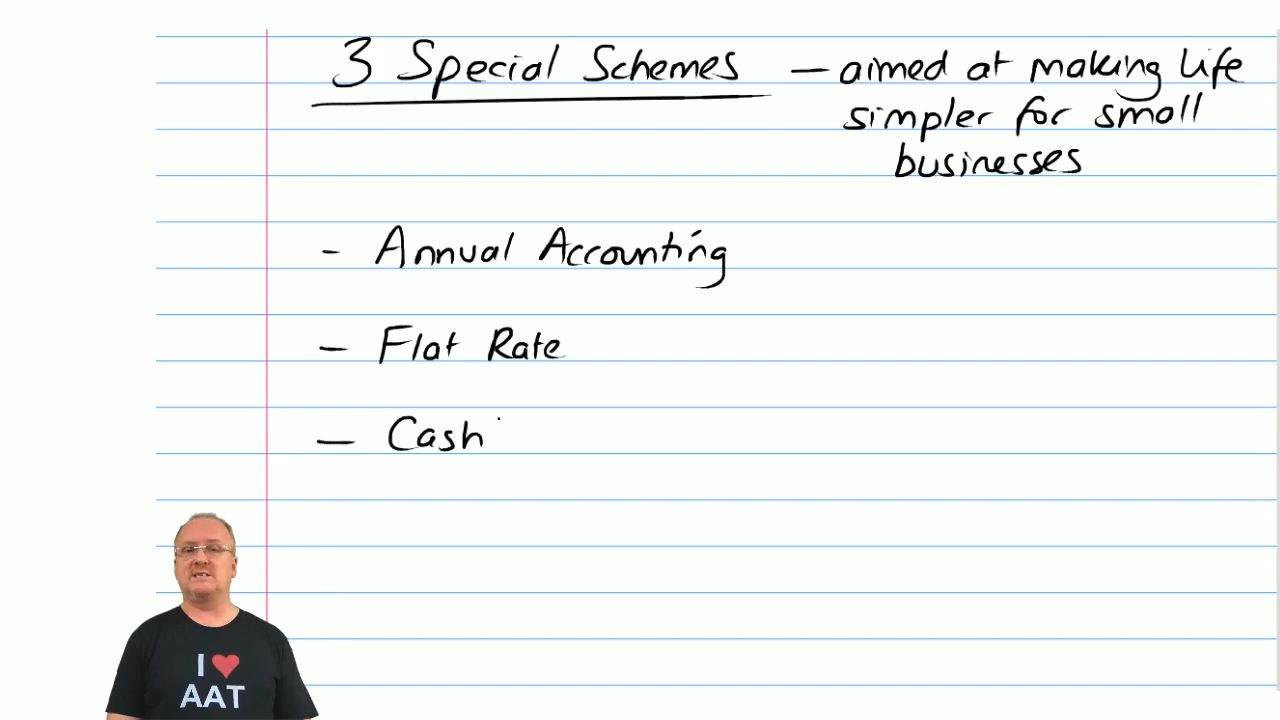 3 Special Schemes — aimed at making life
simpler for small
businesses
- Annual Accounting
- Flat Rate
- Cash
I ❤
AAT